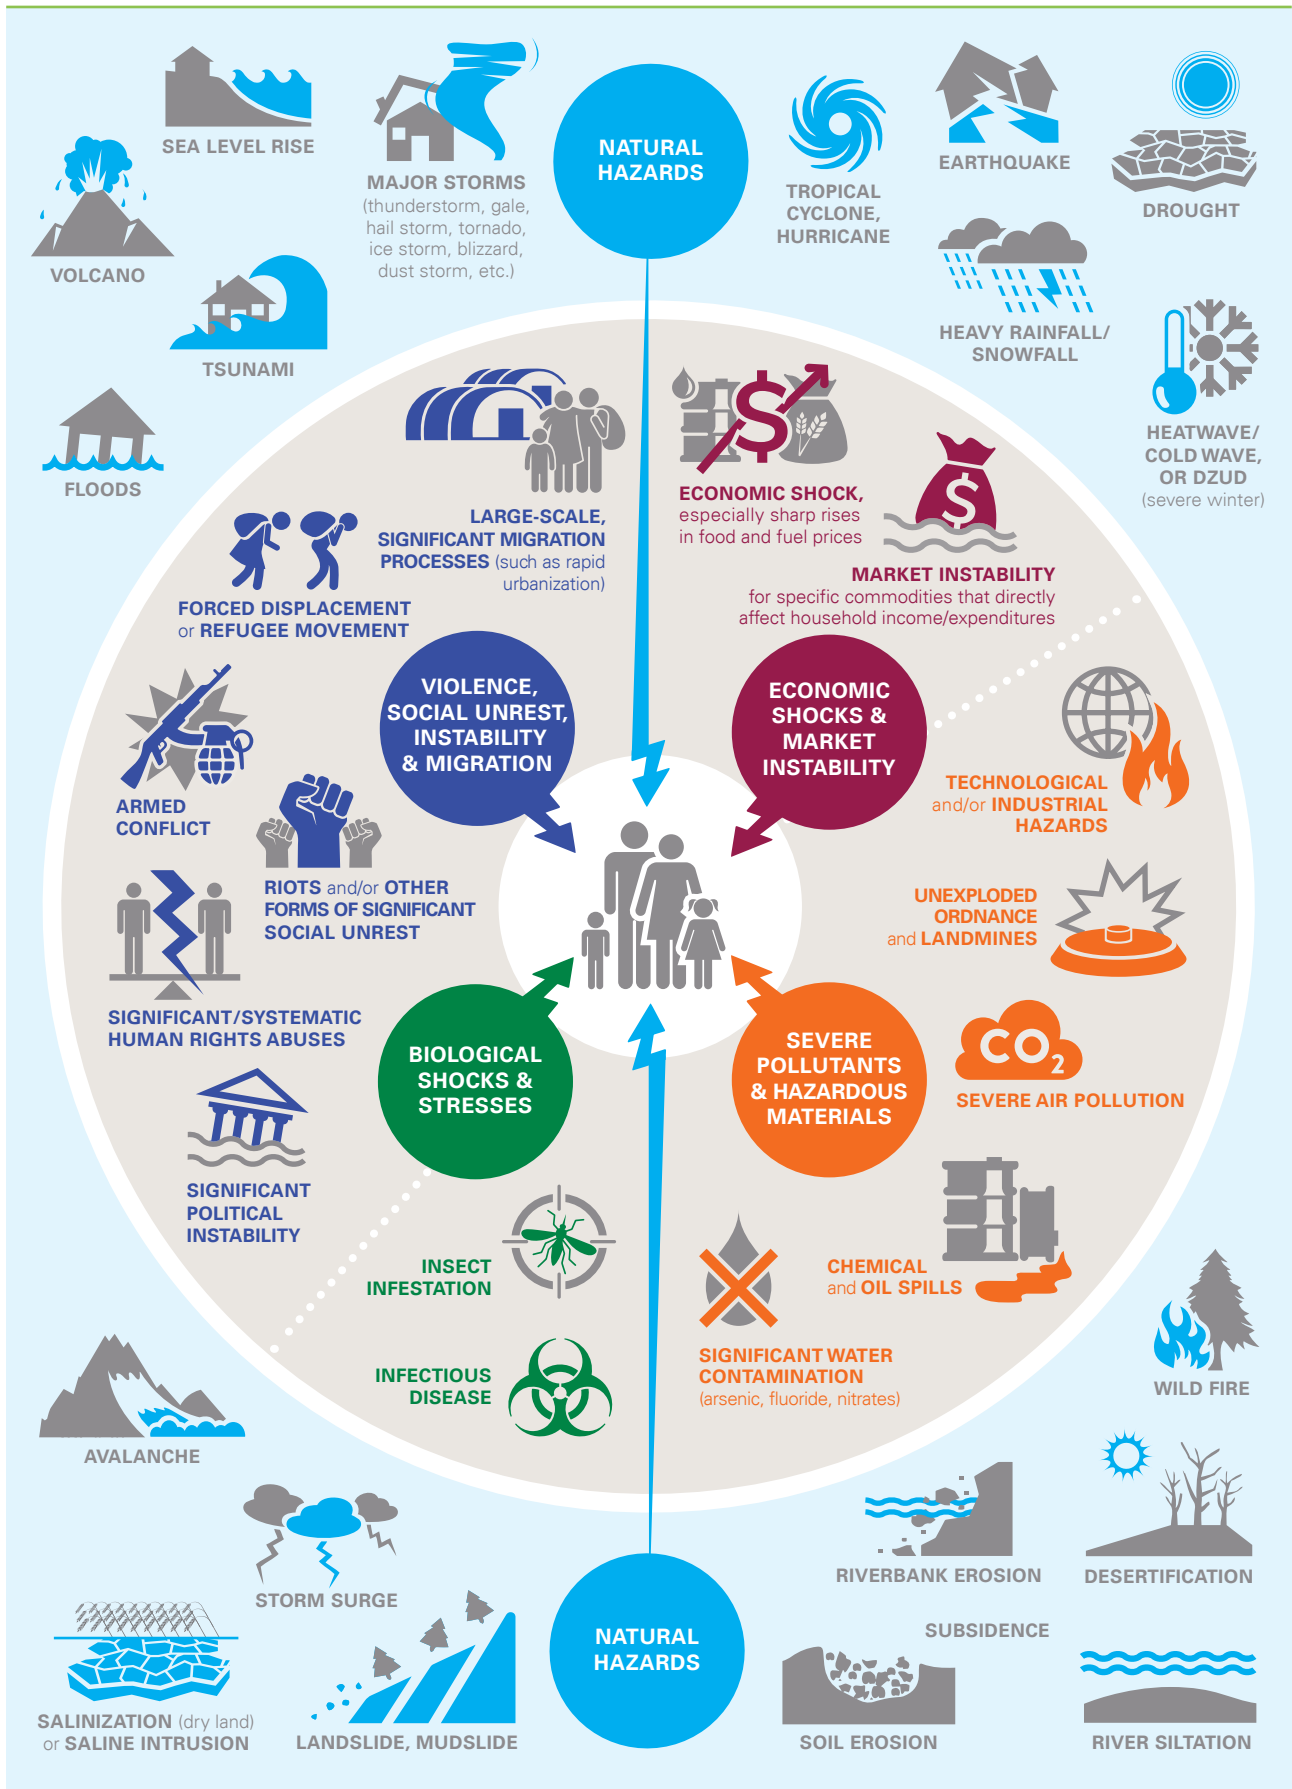 SEA LEVEL RISE
VOLCANO
MAJOR STORMS
(thunderstorm, gale,
hail storm, tornado,
ice storm, blizzard,
dust storm, etc.)
TSUNAMI
FLOODS
NATURAL
HAZARDS
TROPICAL
CYCLONE,
HURRICANE
EARTHQUAKE
DROUGHT
HEAVY RAINFALL/
SNOWFALL
HEATWAVE/
COLD WAVE,
OR DZUD
(severe winter)
LARGE-SCALE,
SIGNIFICANT MIGRATION
PROCESSES (such as rapid
urbanization)
FORCED DISPLACEMENT
or REFUGEE MOVEMENT
VIOLENCE,
SOCIAL UNREST,
INSTABILITY
& MIGRATION
ARMED
CONFLICT
RIOTS and/or OTHER
FORMS OF SIGNIFICANT
SOCIAL UNREST
SIGNIFICANT/SYSTEMATIC
HUMAN RIGHTS ABUSES
SIGNIFICANT
POLITICAL
INSTABILITY
$
ECONOMIC SHOCK,
especially sharp rises
in food and fuel prices
$
MARKET INSTABILITY
for specific commodities that directly
affect household income/expenditures
ECONOMIC
SHOCKS &
MARKET
INSTABILITY
TECHNOLOGICAL
and/or INDUSTRIAL
HAZARDS
UNEXPLODED
ORDNANCE
and LANDMINES
SEVERE
POLLUTANTS
& HAZARDOUS
MATERIALS
CO2
SEVERE AIR POLLUTION
CHEMICAL
and OIL SPILLS
SIGNIFICANT WATER
CONTAMINATION
(arsenic, fluoride, nitrates)
BIOLOGICAL
SHOCKS &
STRESSES
INSECT
INFESTATION
INFECTIOUS
DISEASE
AVALANCHE
STORM SURGE
SALINIZATION (dry land)
or SALINE INTRUSION
LANDSLIDE, MUDSLIDE
NATURAL
HAZARDS
WILD FIRE
RIVERBANK EROSION
DESERTIFICATION
SUBSIDENCE
SOIL EROSION
RIVER SILTATION